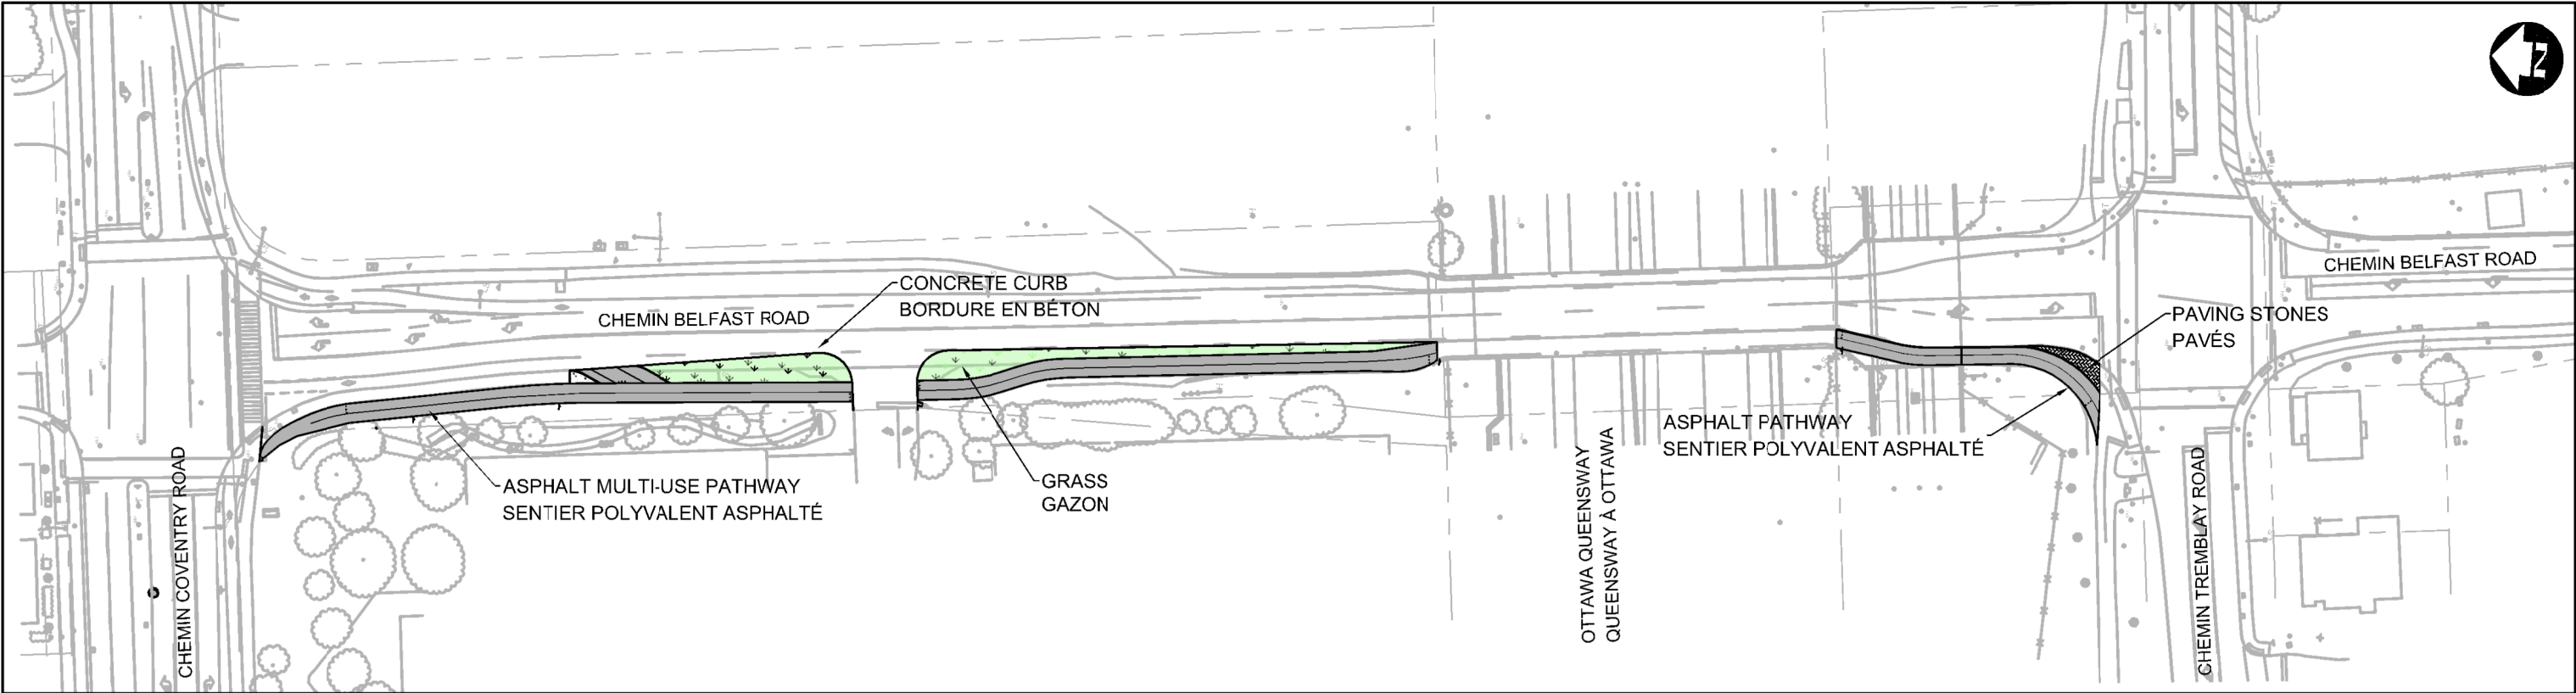 N
CONCRETE CURB
BORDURE EN BÉTON
CHEMIN BELFAST ROAD
CHEMIN BELFAST ROAD
PAVING STONES
PAVÉS
ASPHALT PATHWAY
SENTIER POLYVALENT ASPHALTÉ
ASPHALT MULTI-USE PATHWAY
SENTIER POLYVALENT ASPHALTÉ
GRASS
GAZON
CHEMIN COVENTRY ROAD
OTTAWA QUEENSWAY
QUEENSWAY À OTTAWA
CHEMIN TREMBLAY ROAD